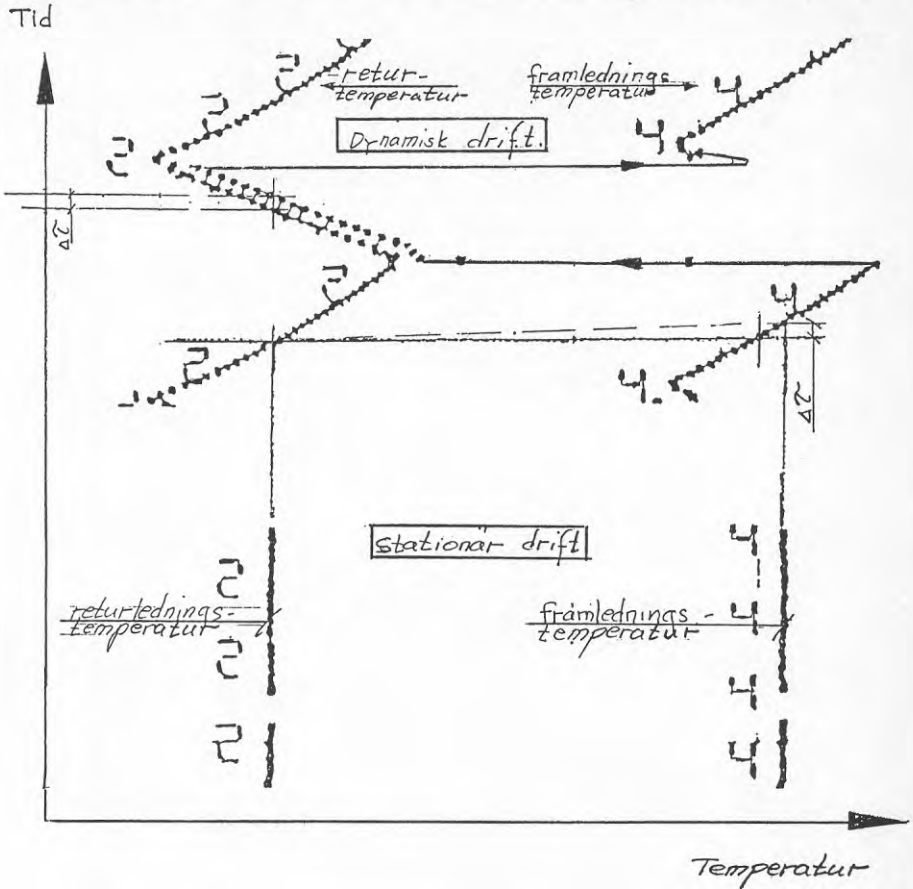 Tid
retur-
temperatur
framlednings
temperatur
Dynamisk drift.
Δτ
Δτ
Stationär drift
returlednings-
temperatur
framlednings-
temperatur
Temperatur